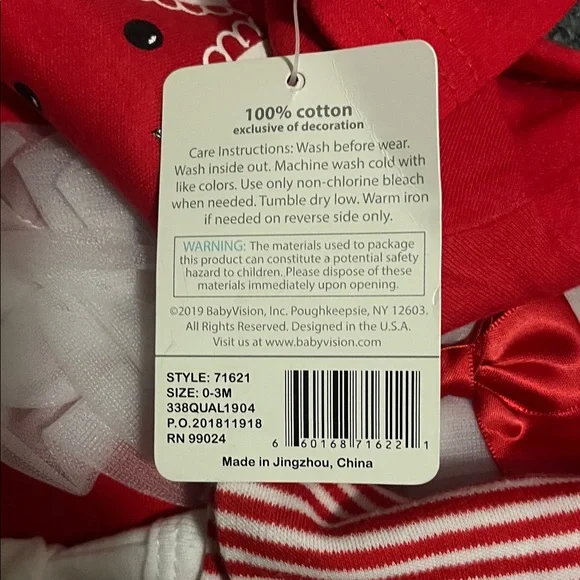 100% cotton
exclusive of decoration
Care Instructions: Wash before wear.
Wash inside out. Machine wash cold with
like colors. Use only non-chlorine bleach
when needed. Tumble dry low. Warm iron
if needed on reverse side only.
WARNING: The materials used to package
this product can constitute a potential safety
hazard to children. Please dispose of these
materials immediately upon opening.
©2019 BabyVision, Inc. Poughkeepsie, NY 12603.
All Rights Reserved. Designed in the U.S.A.
Visit us at www.babyvision.com
STYLE: 71621
SIZE: 0-3M
338QUAL1904
P.O.201811918
RN 99024
6 60168 71622 1
Made in Jingzhou, China